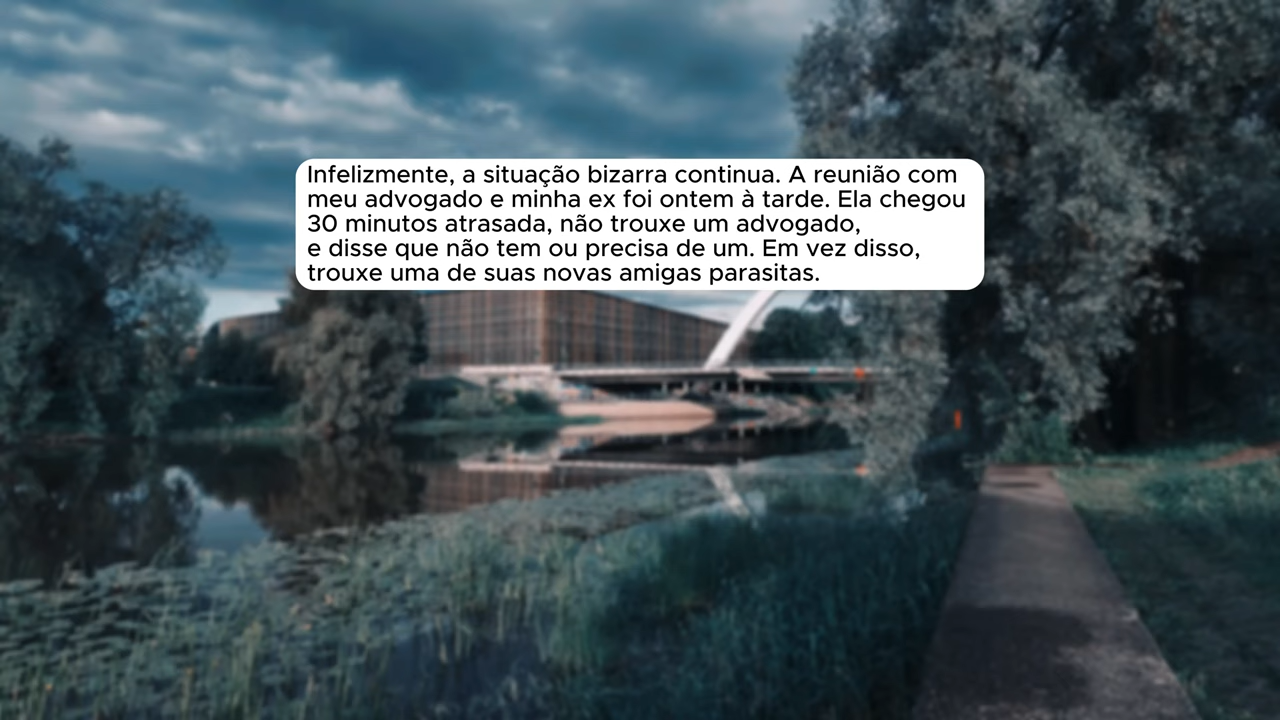 Infelizmente, a situação bizarra continua. A reunião com
meu advogado e minha ex foi ontem à tarde. Ela chegou
30 minutos atrasada, não trouxe um advogado,
e disse que não tem ou precisa de um. Em vez disso,
trouxe uma de suas novas amigas parasitas.